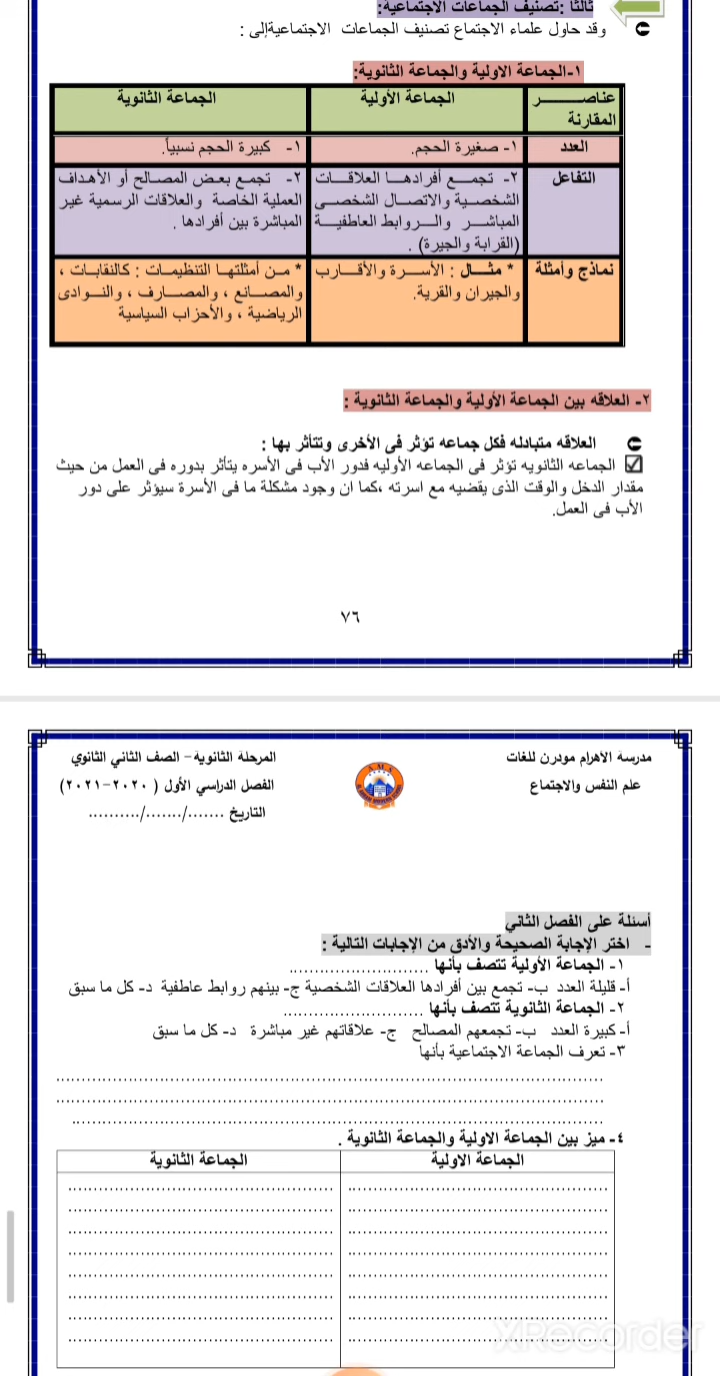 ثالثا :تصنيف الجماعات الاجتماعية:
وقد حاول علماء الاجتماع تصنيف الجماعات الاجتماعيةإلى :
١-الجماعة الاولية والجماعة الثانوية:
عناصر المقارنة
الجماعة الأولية
الجماعة الثانوية
العدد
١- صغيرة الحجم.
١- كبيرة الحجم نسبياً.
التفاعل
٢- تجمع أفرادها العلاقات
الشخصية والاتصال الشخصي
المباشر والروابط العاطفية
(القرابة والجيرة) .
٢- تجمع بعض المصالح أو الأهداف
العملية الخاصة والعلاقات الرسمية غير
المباشرة بين أفرادها .
نماذج وأمثلة
* مثال : الأسرة والأقارب
والجيران والقرية.
* من أمثلتها التنظيمات : كالنقابات ،
والمصانع ، والمصارف ، والنوادى
الرياضية ، والأحزاب السياسية
٢- العلاقه بين الجماعة الأولية والجماعة الثانوية :
العلاقه متبادله فكل جماعه تؤثر فى الأخرى وتتأثر بها :
الجماعه الثانويه تؤثر فى الجماعه الأوليه فدور الأب فى الأسره يتأثر بدوره فى العمل من حيث
مقدار الدخل والوقت الذى يقضيه مع اسرته ،كما ان وجود مشكلة ما فى الأسرة سيؤثر على دور
الأب فى العمل.
٧٦
مدرسة الاهرام مودرن للغات
المرحلة الثانوية – الصف الثاني الثانوي
علم النفس والاجتماع
الفصل الدراسي الأول ( ٢٠٢٠-٢٠٢١)
التاريخ ......./......./..........
A.M.S
أسئلة على الفصل الثاني
- اختر الإجابة الصحيحة والأدق من الإجابات التالية :
١- الجماعة الأولية تتصف بأنها ............................
أ- قليلة العدد ب- تجمع بين أفرادها العلاقات الشخصية ج- بينهم روابط عاطفية د- كل ما سبق
٢- الجماعة الثانوية تتصف بأنها ............................
أ- كبيرة العدد ب- تجمعهم المصالح ج- علاقاتهم غير مباشرة د- كل ما سبق
٣- تعرف الجماعة الاجتماعية بأنها
٤- ميز بين الجماعة الاولية والجماعة الثانوية .
الجماعة الاولية
الجماعة الثانوية
XRecorder